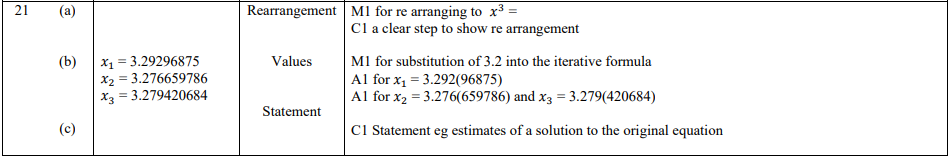 21 (a) Rearrangement M1 for re arranging to x³ =
C1 a clear step to show re arrangement
(b) x₁ = 3.29296875 Values M1 for substitution of 3.2 into the iterative formula
x₂ = 3.276659786 A1 for x₁ = 3.292(96875)
x₃ = 3.279420684 A1 for x₂ = 3.276(659786) and x₃ = 3.279(420684)
Statement
(c) C1 Statement eg estimates of a solution to the original equation